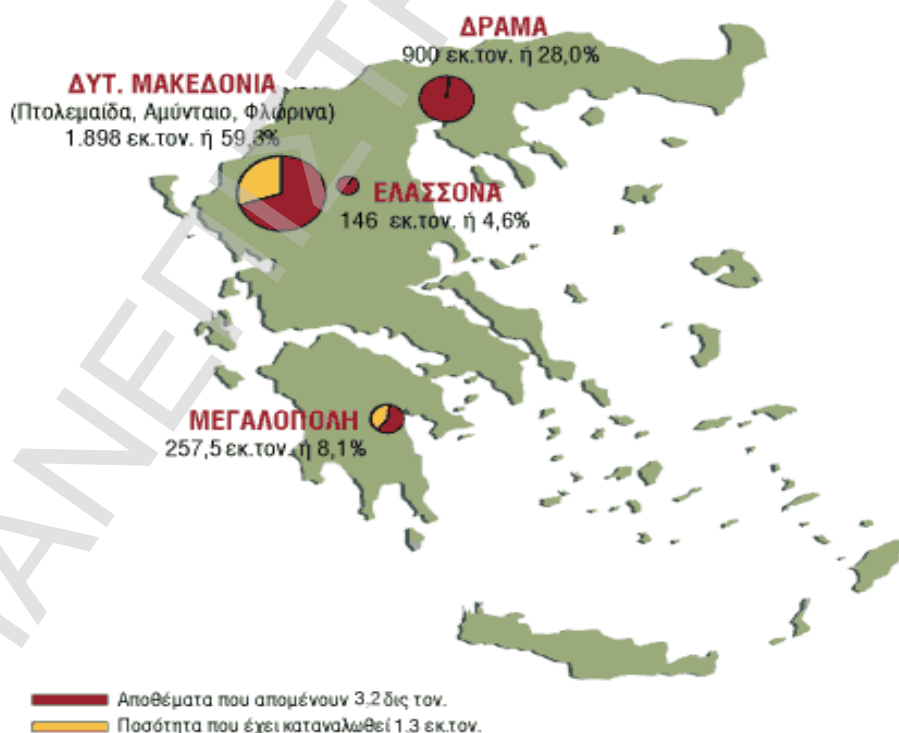 ΔΡΑΜΑ
900 εκ.τον. ή 28,0%
ΔΥΤ. ΜΑΚΕΔΟΝΙΑ
(Πτολεμαίδα, Αμύνταιο, Φλώρινα)
1.898 εκ.τον. ή 59,3%
ΕΛΑΣΣΟΝΑ
146 εκ.τον. ή 4,6%
ΜΕΓΑΛΟΠΟΛΗ
257,5 εκ.τον. ή 8,1%
Αποθέματα που απομένουν 3,2 δις τον.
Ποσότητα που έχει καταναλωθεί 1.3 εκ.τον.